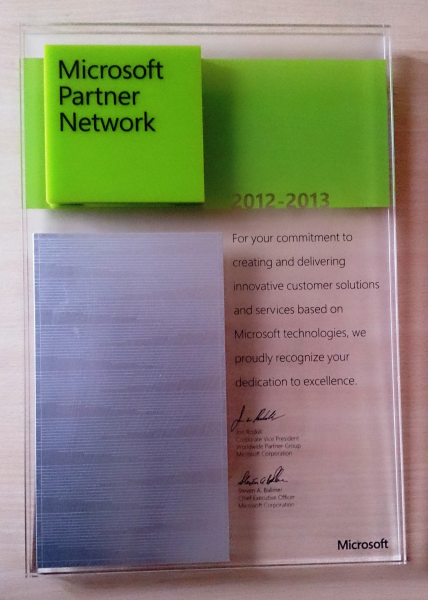 Microsoft
Partner
Network
2012-2013
For your commitment to
creating and delivering
innovative customer solutions
and services based on
Microsoft technologies, we
proudly recognize your
dedication to excellence.
Jon Roskill
Corporate Vice President
Worldwide Partner Group
Microsoft Corporation
Steven A. Ballmer
Chief Executive Officer
Microsoft Corporation
Microsoft